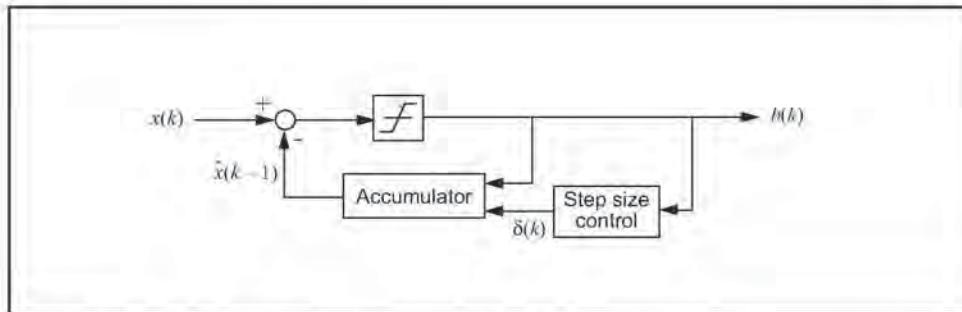 x(k)
+
-
b(k)
x̂(k−1)
Accumulator
δ(k)
Step size
control